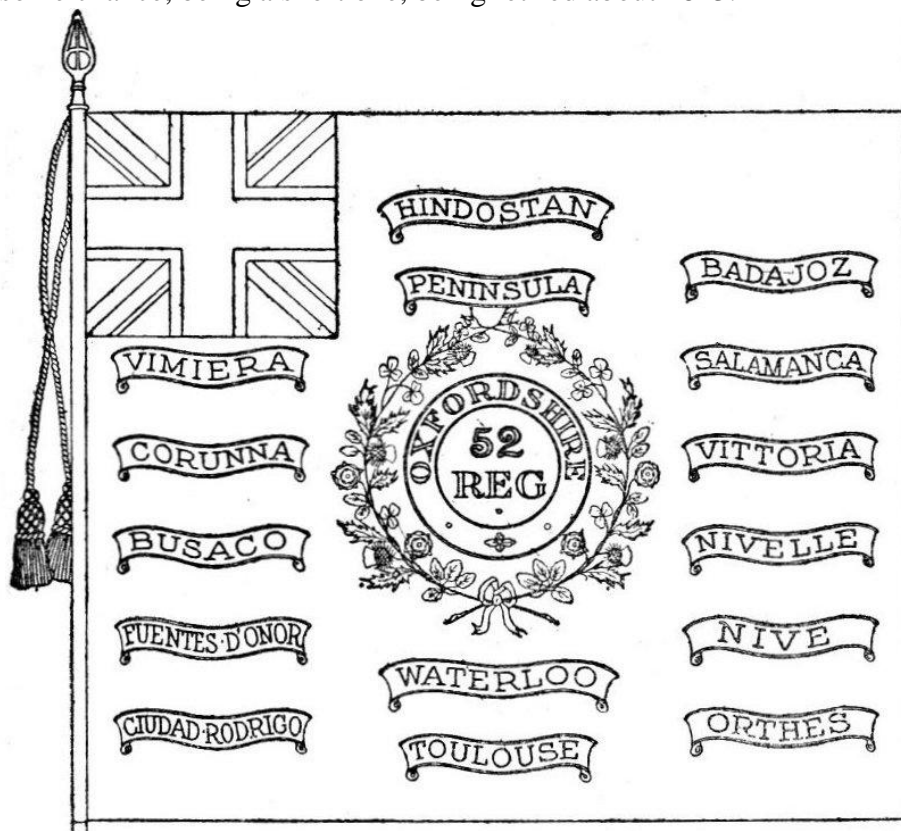 HINDOSTAN
PENINSULA
VIMIERA
CORUNNA
BUSACO
FUENTES·D'ONOR
CIUDAD·RODRIGO
OXFORDSHIRE
52
REG
WATERLOO
TOULOUSE
BADAJOZ
SALAMANCA
VITTORIA
NIVELLE
NIVE
ORTHES